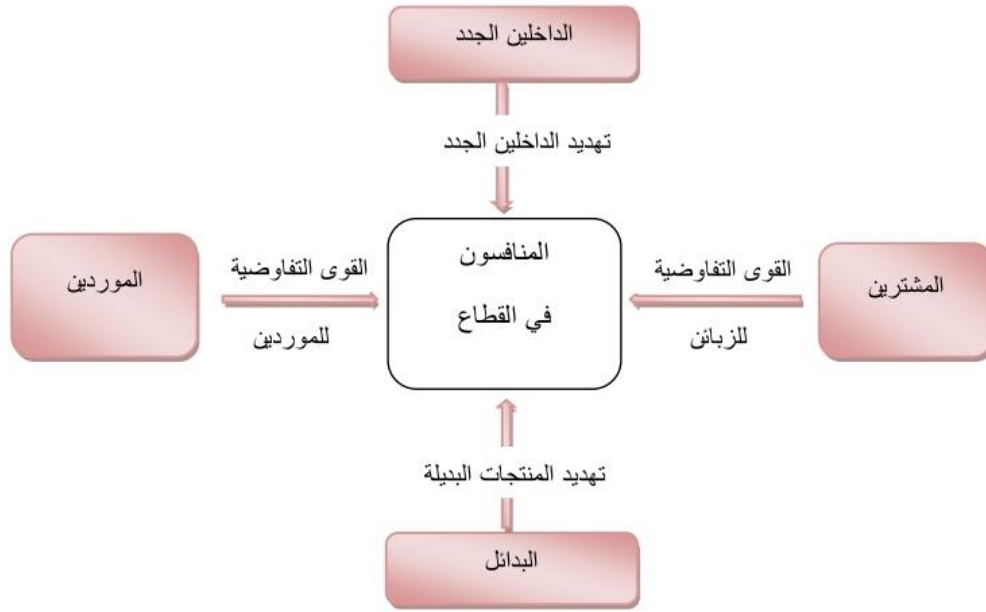 الداخلين الجدد
تهديد الداخلين الجدد
المشترين
القوى التفاوضية
للزبائن
المنافسون
في القطاع
القوى التفاوضية
للموردين
الموردين
تهديد المنتجات البديلة
البدائل